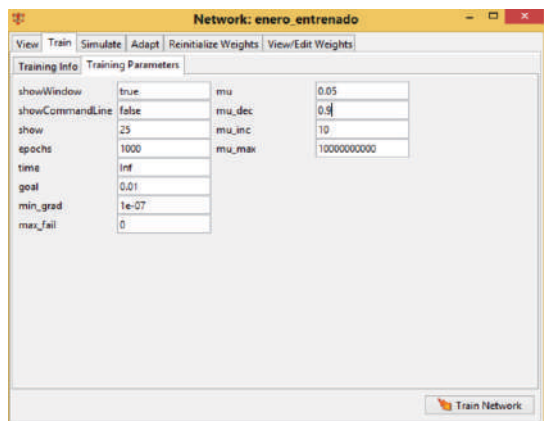 Network: enero_entrenado
View Train Simulate Adapt Reinitialize Weights View/Edit Weights
Training Info Training Parameters
showWindow true mu 0.05
showCommandLine false mu_dec 0.9
show 25 mu_inc 10
epochs 1000 mu_max 10000000000
time Inf
goal 0.01
min_grad 1e-07
max_fail 0
Train Network